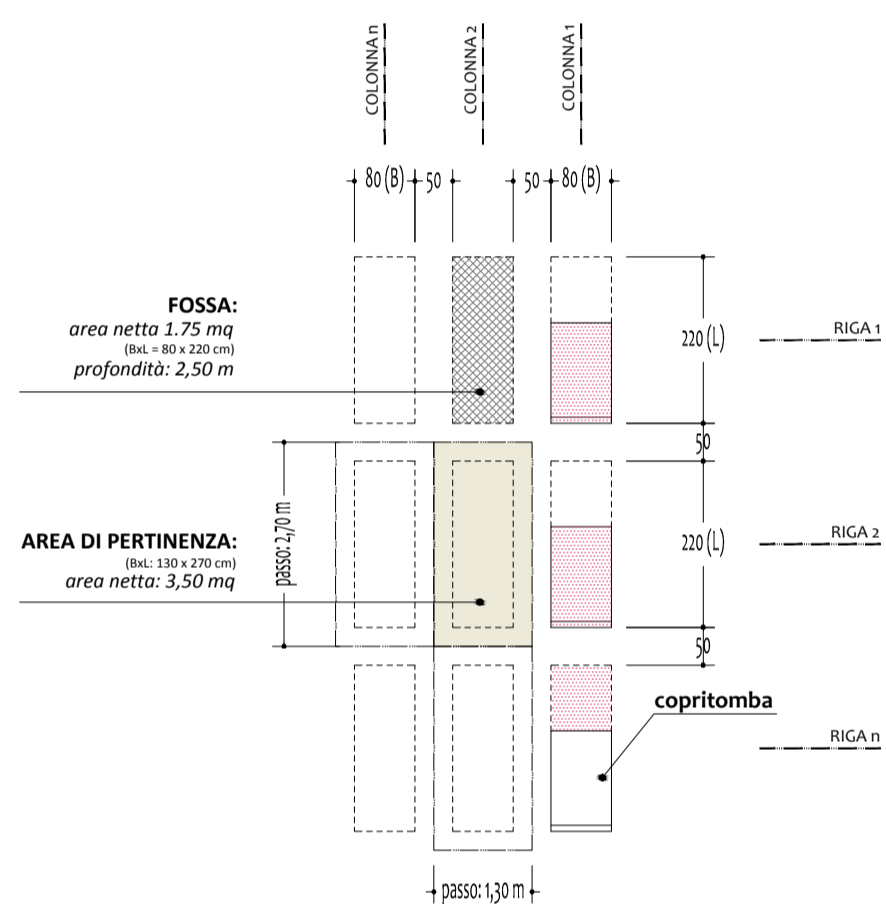 COLONNA n
COLONNA 2
COLONNA 1
80 (B)
50
50
80 (B)
FOSSA:
area netta 1.75 mq
(BxL = 80 x 220 cm)
profondità: 2,50 m
220 (L)
RIGA 1
50
passo: 2,70 m
AREA DI PERTINENZA:
(BxL: 130 x 270 cm)
area netta: 3,50 mq
220 (L)
RIGA 2
50
copritomba
RIGA n
passo: 1,30 m